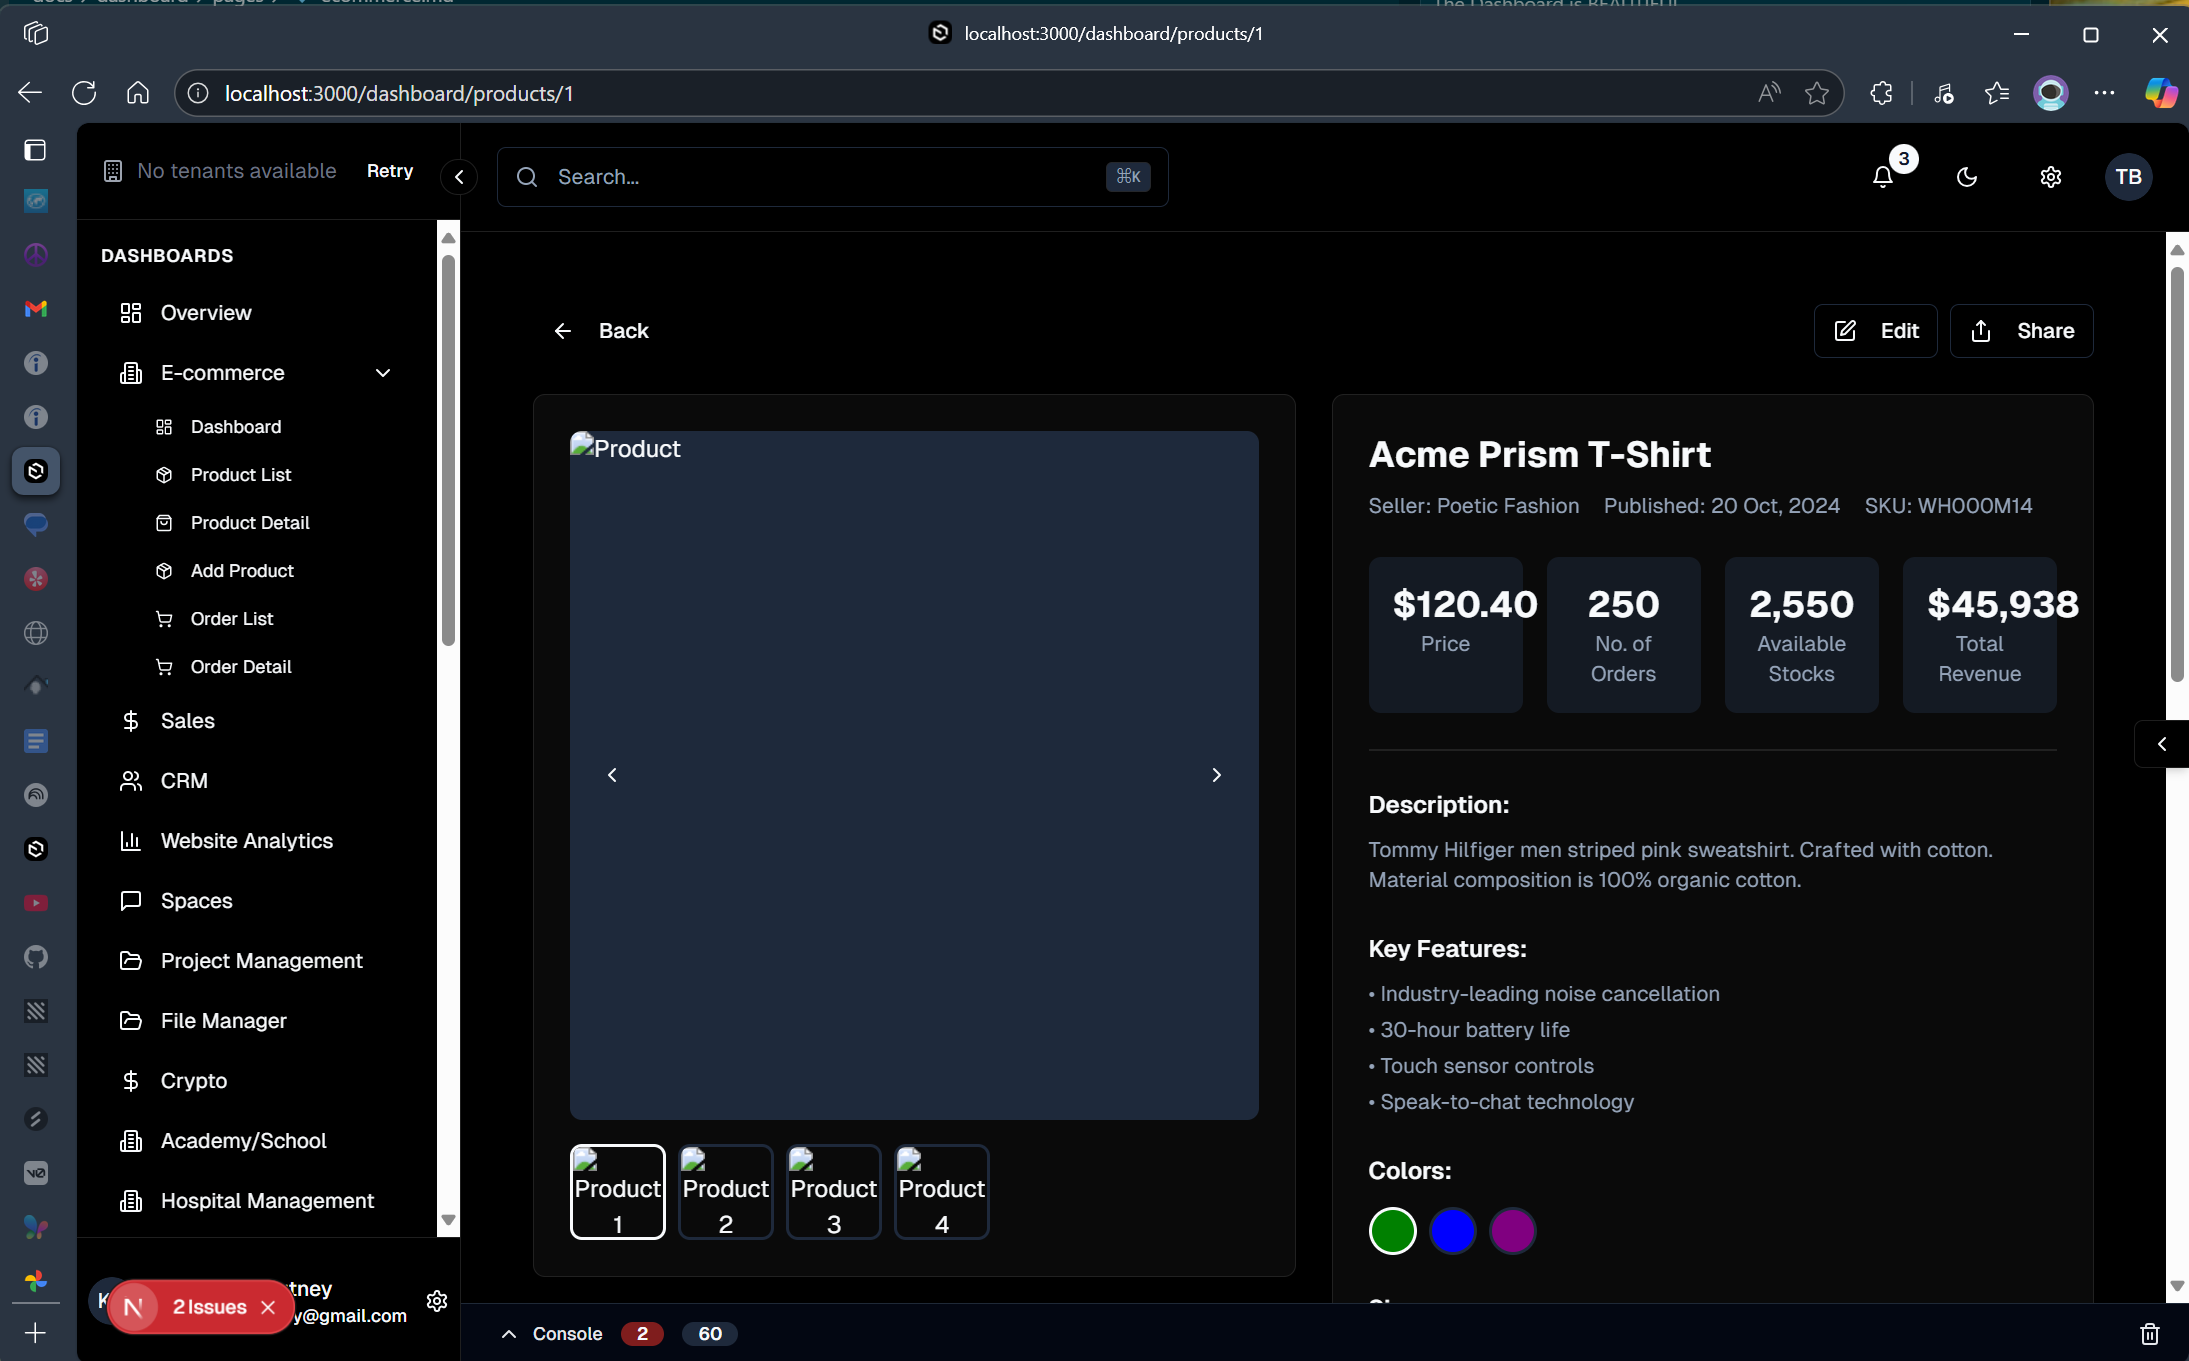 localhost:3000/dashboard/products/1
localhost:3000/dashboard/products/1
No tenants available
Retry
Search...
⌘K
3
TB
DASHBOARDS
Overview
E-commerce
Dashboard
Product List
Product Detail
Add Product
Order List
Order Detail
Sales
CRM
Website Analytics
Spaces
Project Management
File Manager
Crypto
Academy/School
Hospital Management
tney
y@gmail.com
N
2 Issues
Back
Edit
Share
Product
Product 1
Product 2
Product 3
Product 4
Acme Prism T-Shirt
Seller: Poetic Fashion Published: 20 Oct, 2024 SKU: WH000M14
$120.40
Price
250
No. of
Orders
2,550
Available
Stocks
$45,938
Total
Revenue
Description:
Tommy Hilfiger men striped pink sweatshirt. Crafted with cotton.
Material composition is 100% organic cotton.
Key Features:
• Industry-leading noise cancellation
• 30-hour battery life
• Touch sensor controls
• Speak-to-chat technology
Colors:
Console
2
60